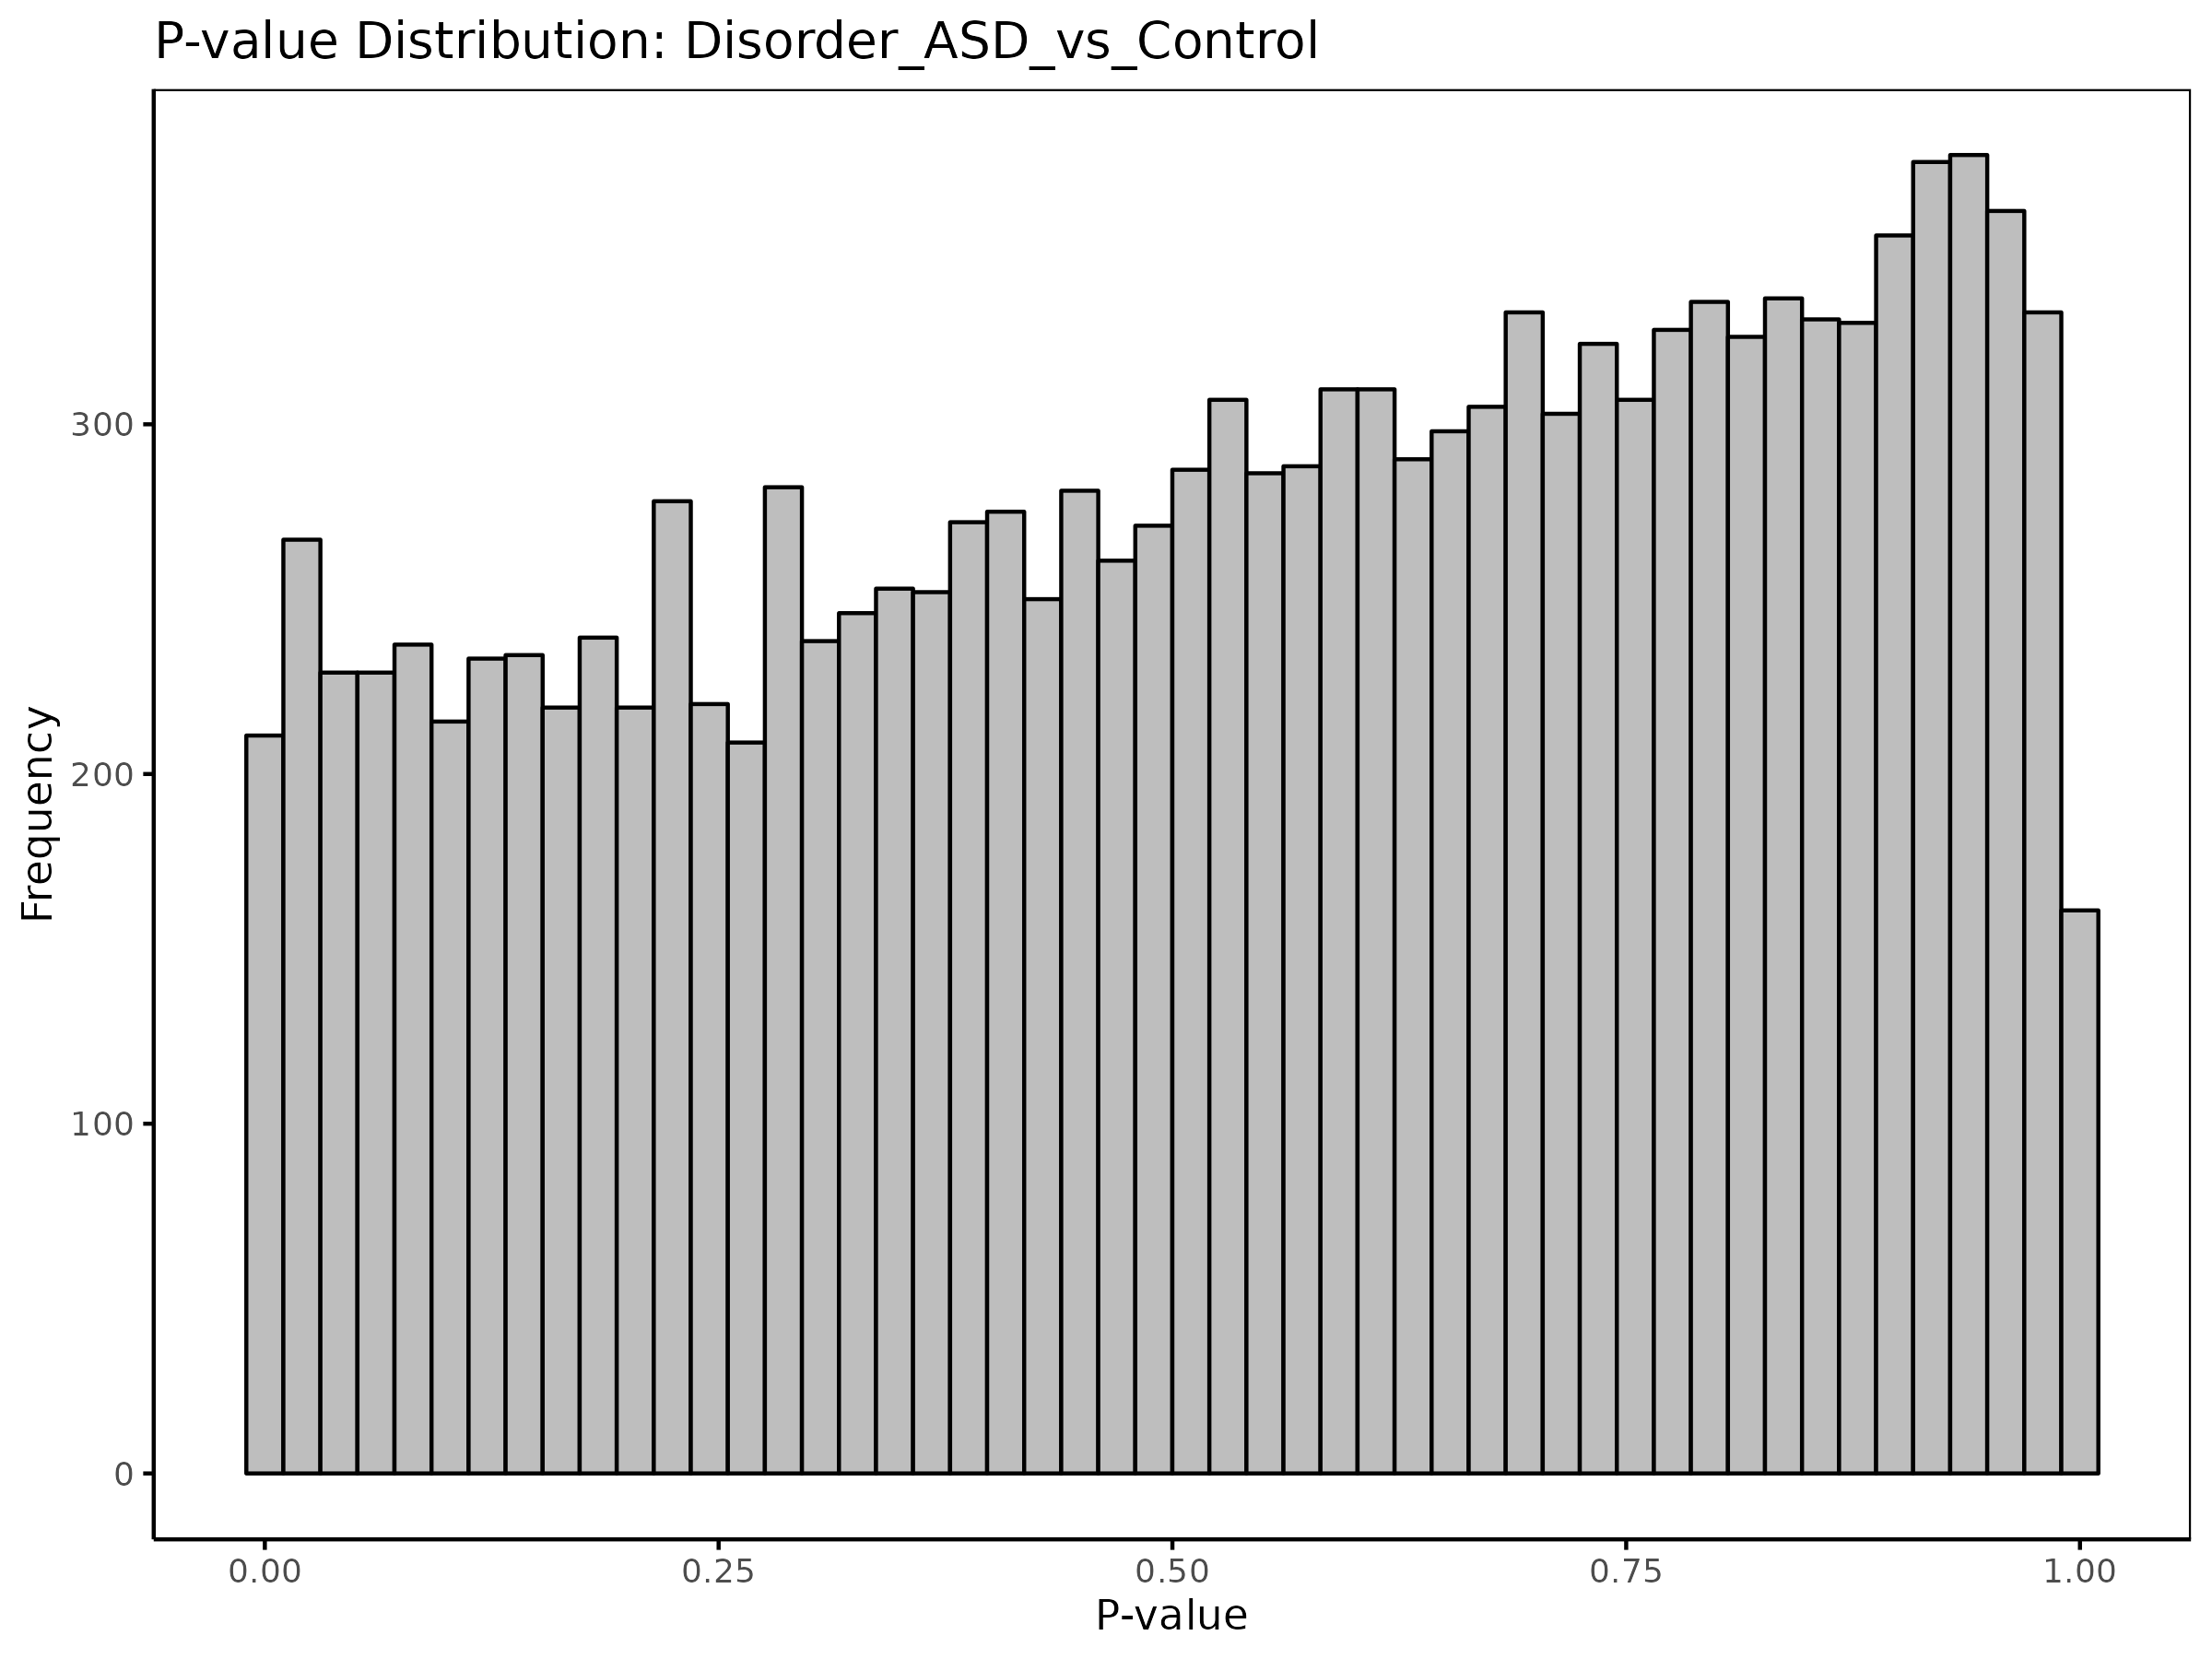 P-value Distribution: Disorder_ASD_vs_Control
Frequency
300
200
100
0
0.00 0.25 0.50 0.75 1.00
P-value